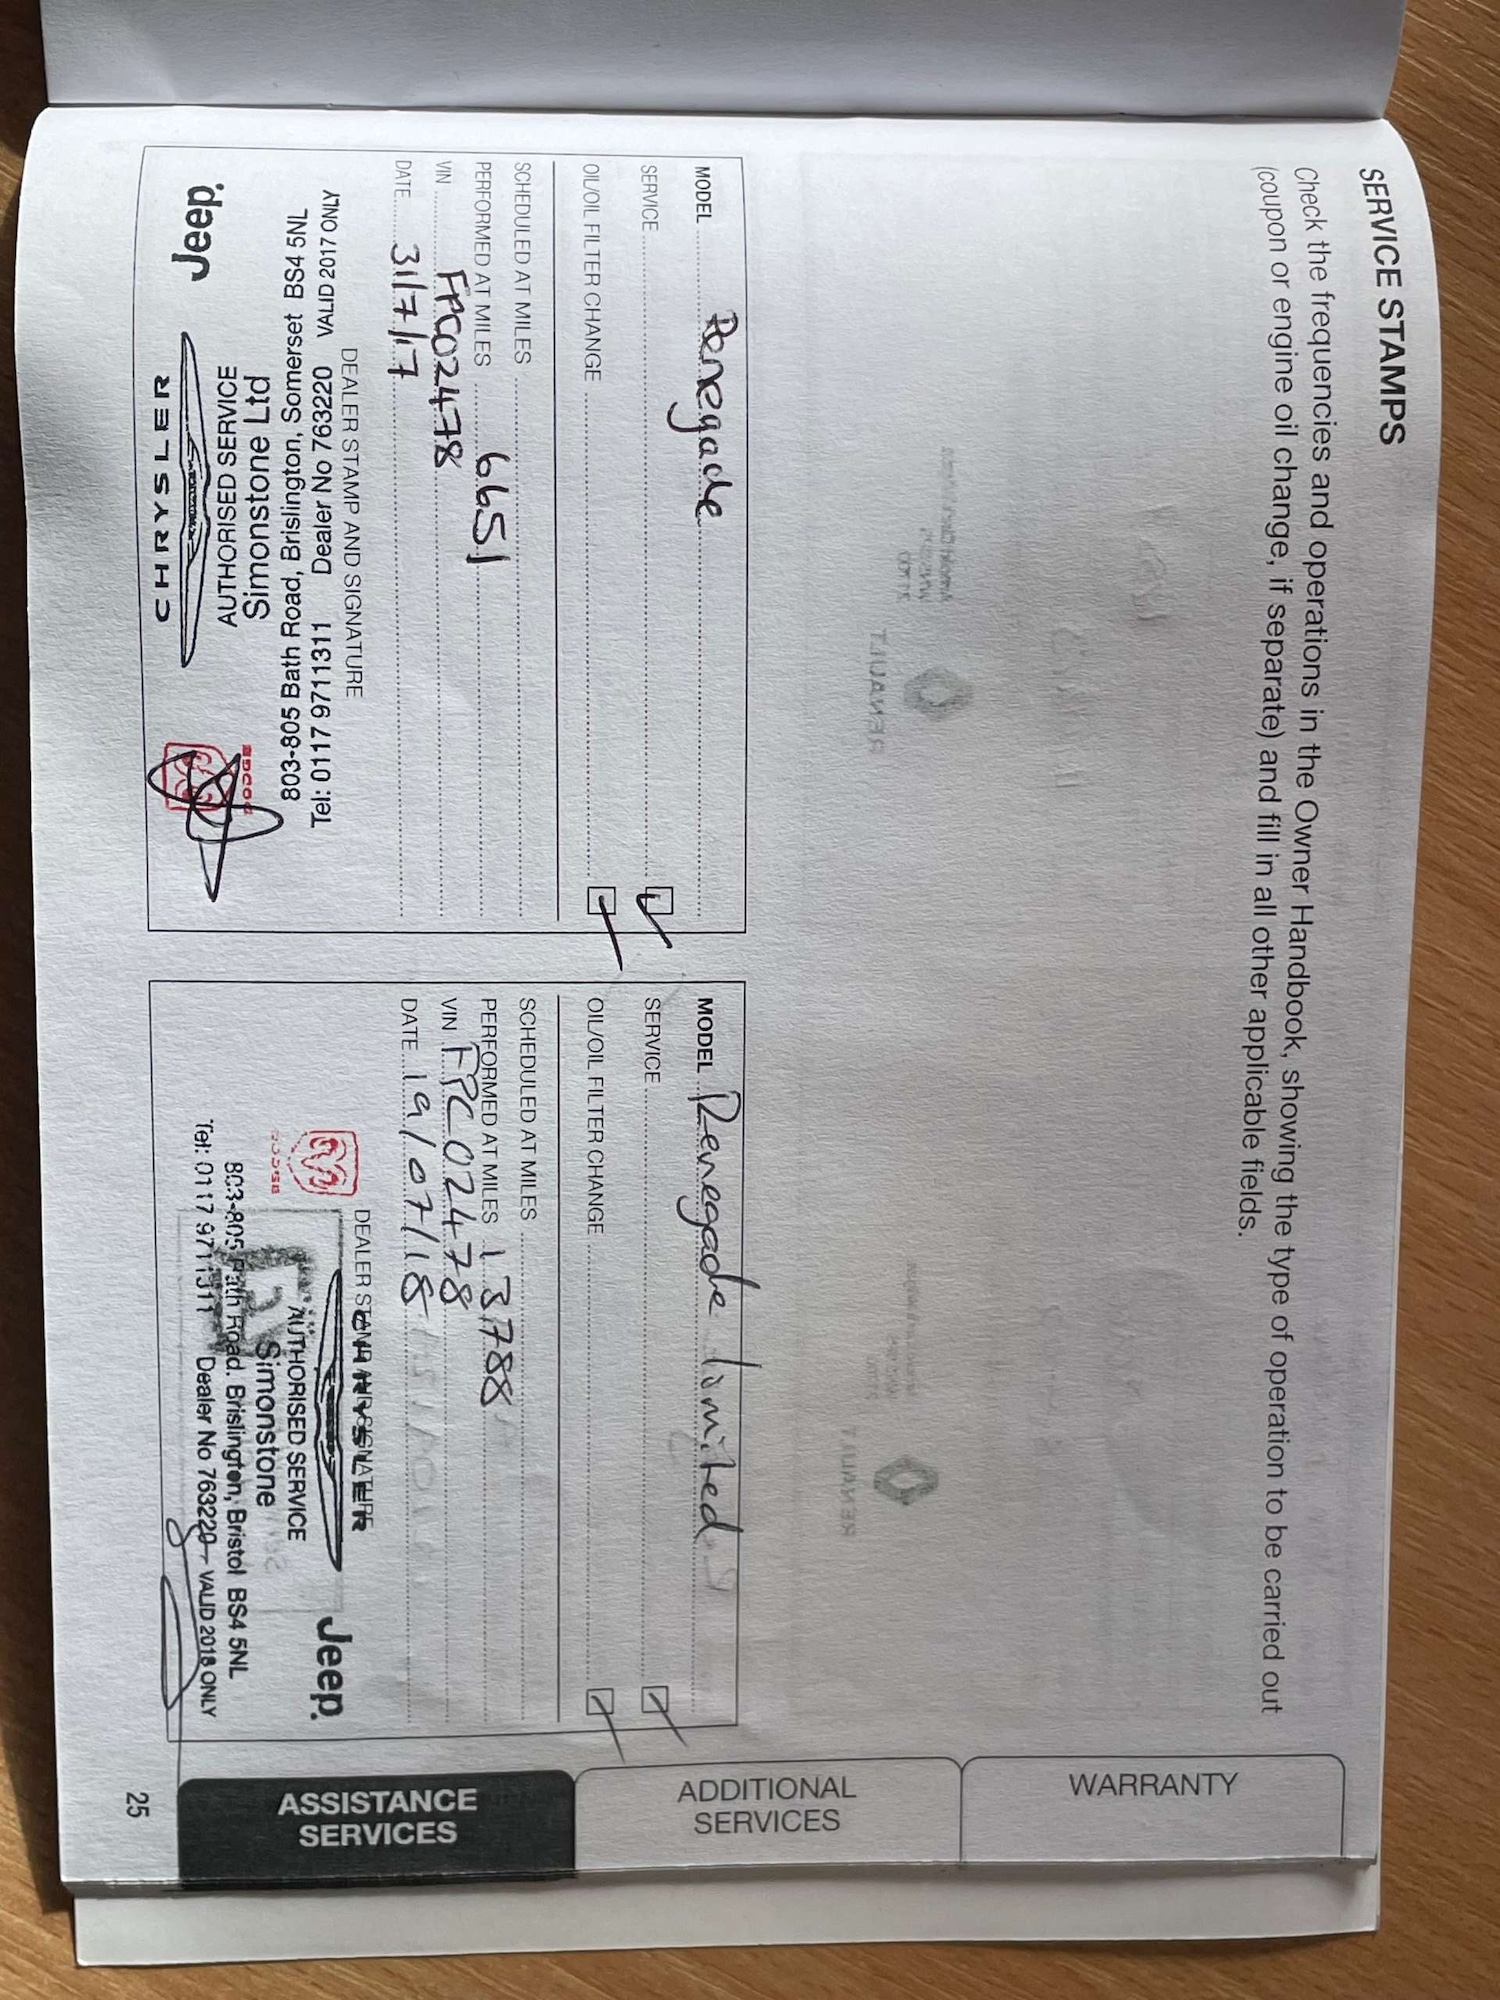 SERVICE STAMPS
Check the frequencies and operations in the Owner Handbook, showing the type of operation to be carried out
(coupon or engine oil change, if separate) and fill in all other applicable fields.
MODEL Renegade
SERVICE
OIL/OIL FILTER CHANGE
SCHEDULED AT MILES
PERFORMED AT MILES 6651
VIN FPC02478
DATE 31/7/17
DEALER STAMP AND SIGNATURE
Tel: 0117 9711311 Dealer No 763220 VALID 2017 ONLY
803-805 Bath Road, Brislington, Somerset BS4 5NL
Simonstone Ltd
AUTHORISED SERVICE
Jeep
CHRYSLER
DODGE
MODEL Renegade limited
SERVICE
OIL/OIL FILTER CHANGE
SCHEDULED AT MILES
PERFORMED AT MILES 13788
VIN FPC02478
DATE 19/07/18
DEALER STAMP AND SIGNATURE
CHRYSLER
Jeep
DODGE
AUTHORISED SERVICE
Simonstone
803-805 Bath Road, Brislington, Bristol BS4 5NL
Tel: 0117 9711311 Dealer No 763220 - VALID 2018 ONLY
WARRANTY
ADDITIONAL
SERVICES
ASSISTANCE
SERVICES
25
RENAULT
RENAULT